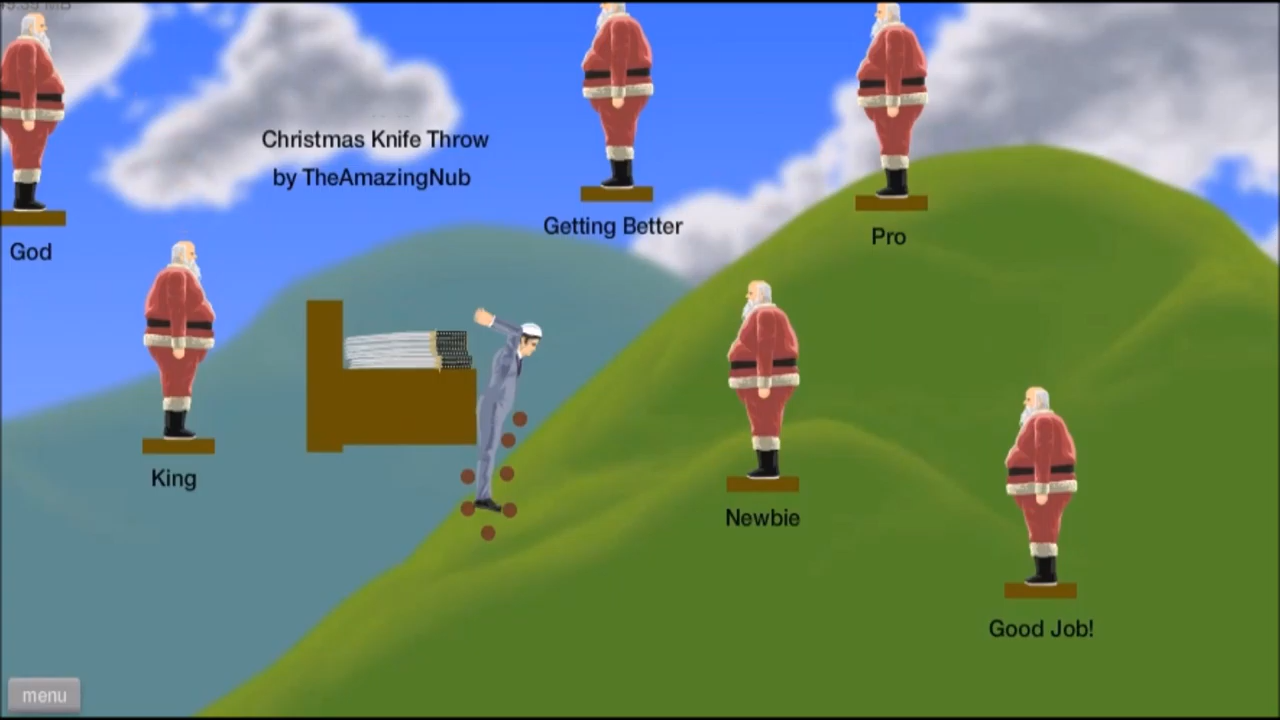 Christmas Knife Throw
by TheAmazingNub
Getting Better
Pro
God
King
Newbie
Good Job!
menu